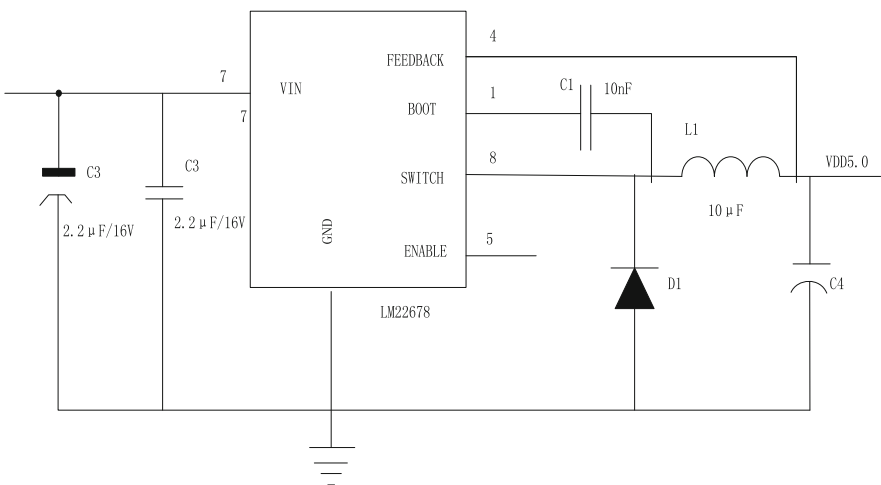 4
FEEDBACK
7
VIN
C1
10nF
1
7
BOOT
L1
8
VDD5.0
C3
C3
SWITCH
2.2μF/16V
2.2μF/16V
10μF
GND
5
ENABLE
D1
C4
LM22678